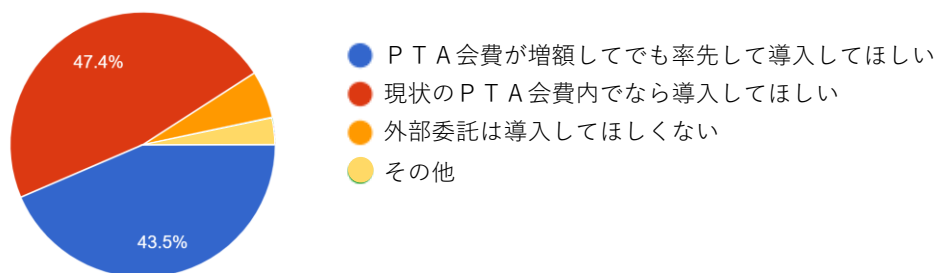 47.4%
43.5%
ＰＴＡ会費が増額してでも率先して導入してほしい
現状のＰＴＡ会費内でなら導入してほしい
外部委託は導入してほしくない
その他